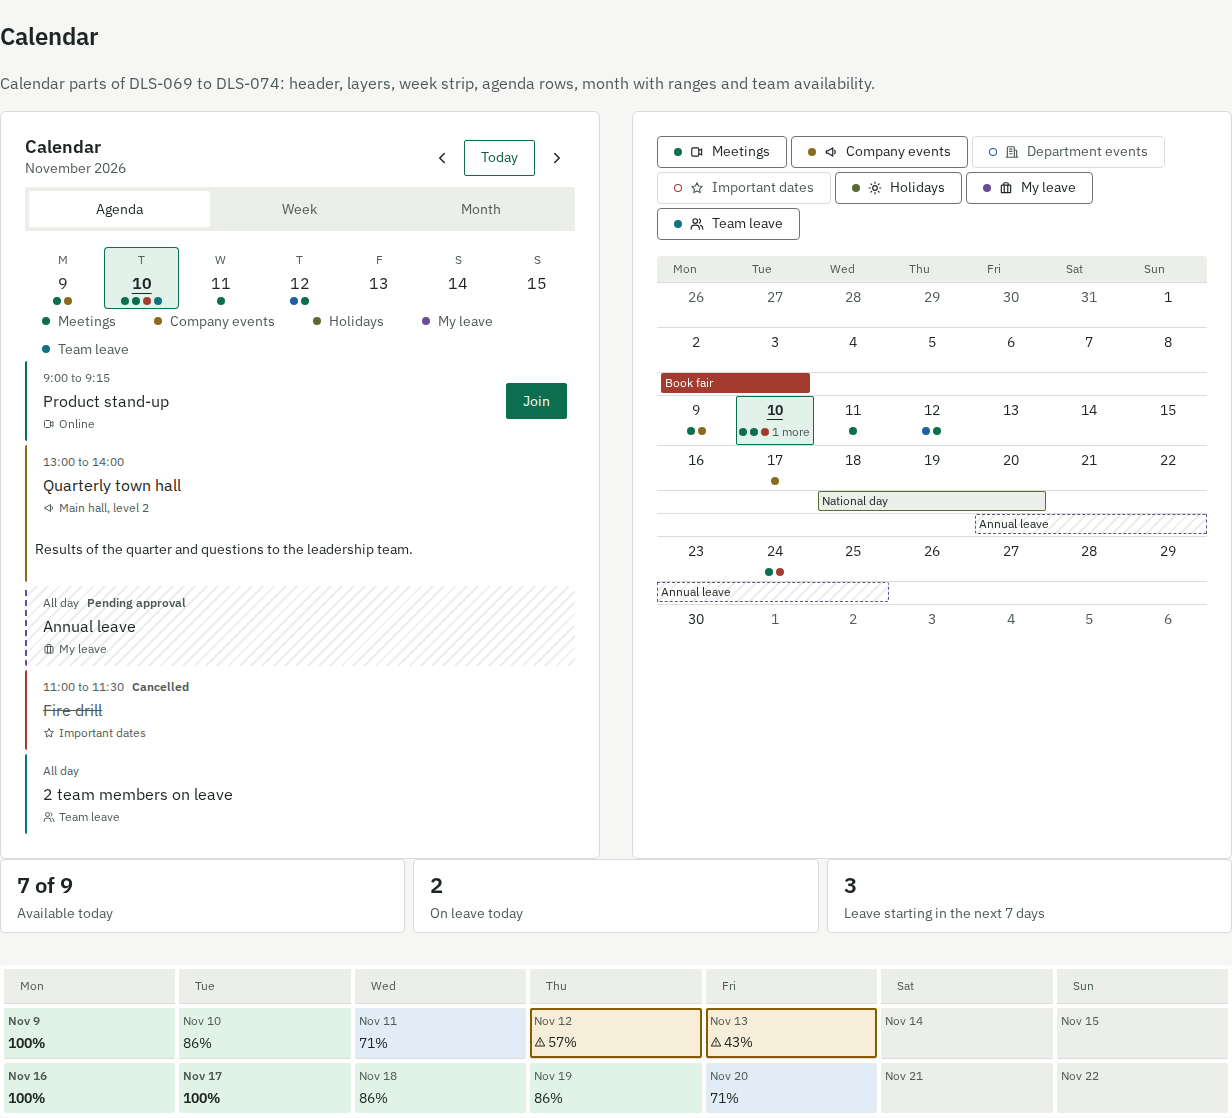 Calendar
Calendar parts of DLS-069 to DLS-074: header, layers, week strip, agenda rows, month with ranges and team availability.
Calendar
November 2026
Today
Agenda Week Month
M T W T F S S
9 10 11 12 13 14 15
Meetings Company events Holidays My leave
Team leave
9:00 to 9:15
Product stand-up
Online
Join
13:00 to 14:00
Quarterly town hall
Main hall, level 2
Results of the quarter and questions to the leadership team.
All day Pending approval
Annual leave
My leave
11:00 to 11:30 Cancelled
Fire drill
Important dates
All day
2 team members on leave
Team leave
Meetings Company events Department events
Important dates Holidays My leave
Team leave
Mon Tue Wed Thu Fri Sat Sun
26 27 28 29 30 31 1
2 3 4 5 6 7 8
Book fair
9 10 11 12 13 14 15
1 more
16 17 18 19 20 21 22
National day
Annual leave
23 24 25 26 27 28 29
Annual leave
30 1 2 3 4 5 6
7 of 9
Available today
2
On leave today
3
Leave starting in the next 7 days
Mon Tue Wed Thu Fri Sat Sun
Nov 9 Nov 10 Nov 11 Nov 12 Nov 13 Nov 14 Nov 15
100% 86% 71% 57% 43%
Nov 16 Nov 17 Nov 18 Nov 19 Nov 20 Nov 21 Nov 22
100% 100% 86% 86% 71%